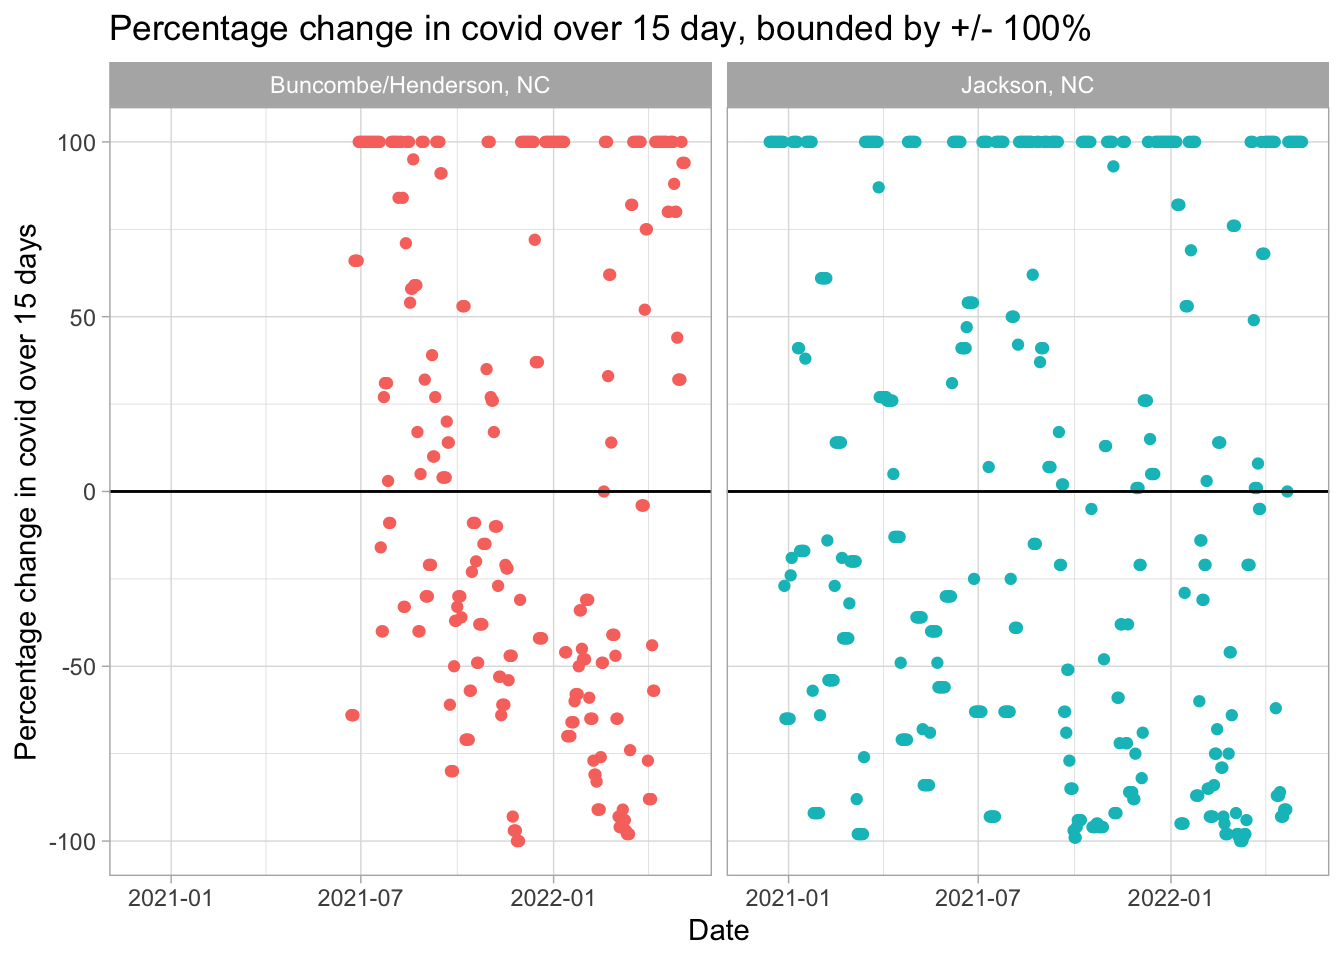 Percentage change in covid over 15 day, bounded by +/- 100%
Buncombe/Henderson, NC
Jackson, NC
Percentage change in covid over 15 days
100
50
0
-50
-100
2021-01
2021-07
2022-01
2021-01
2021-07
2022-01
Date